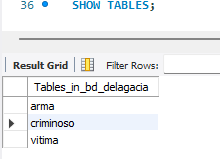 36 SHOW TABLES;
Result Grid Filter Rows:
Tables_in_bd_delagacia
arma
criminoso
vitima